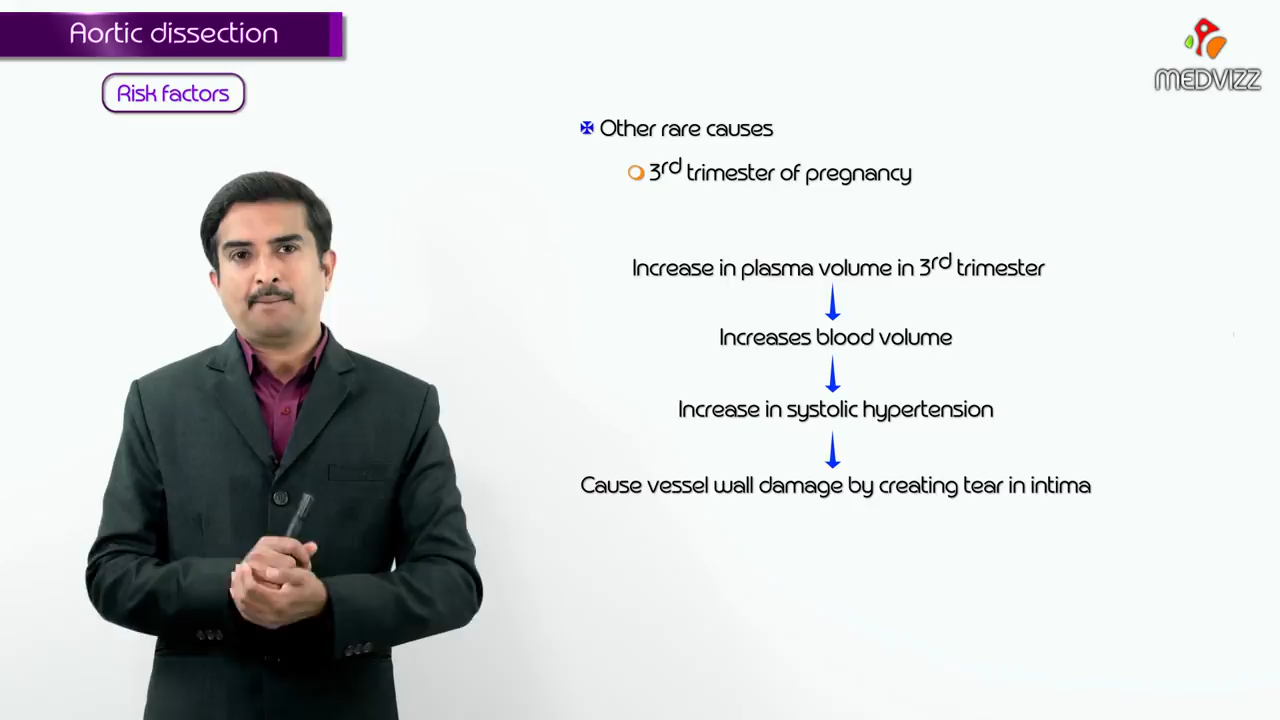 Aortic dissection
Risk factors
MEDVIZZ
Other rare causes
3rd trimester of pregnancy
Increase in plasma volume in 3rd trimester
Increases blood volume
Increase in systolic hypertension
Cause vessel wall damage by creating tear in intima